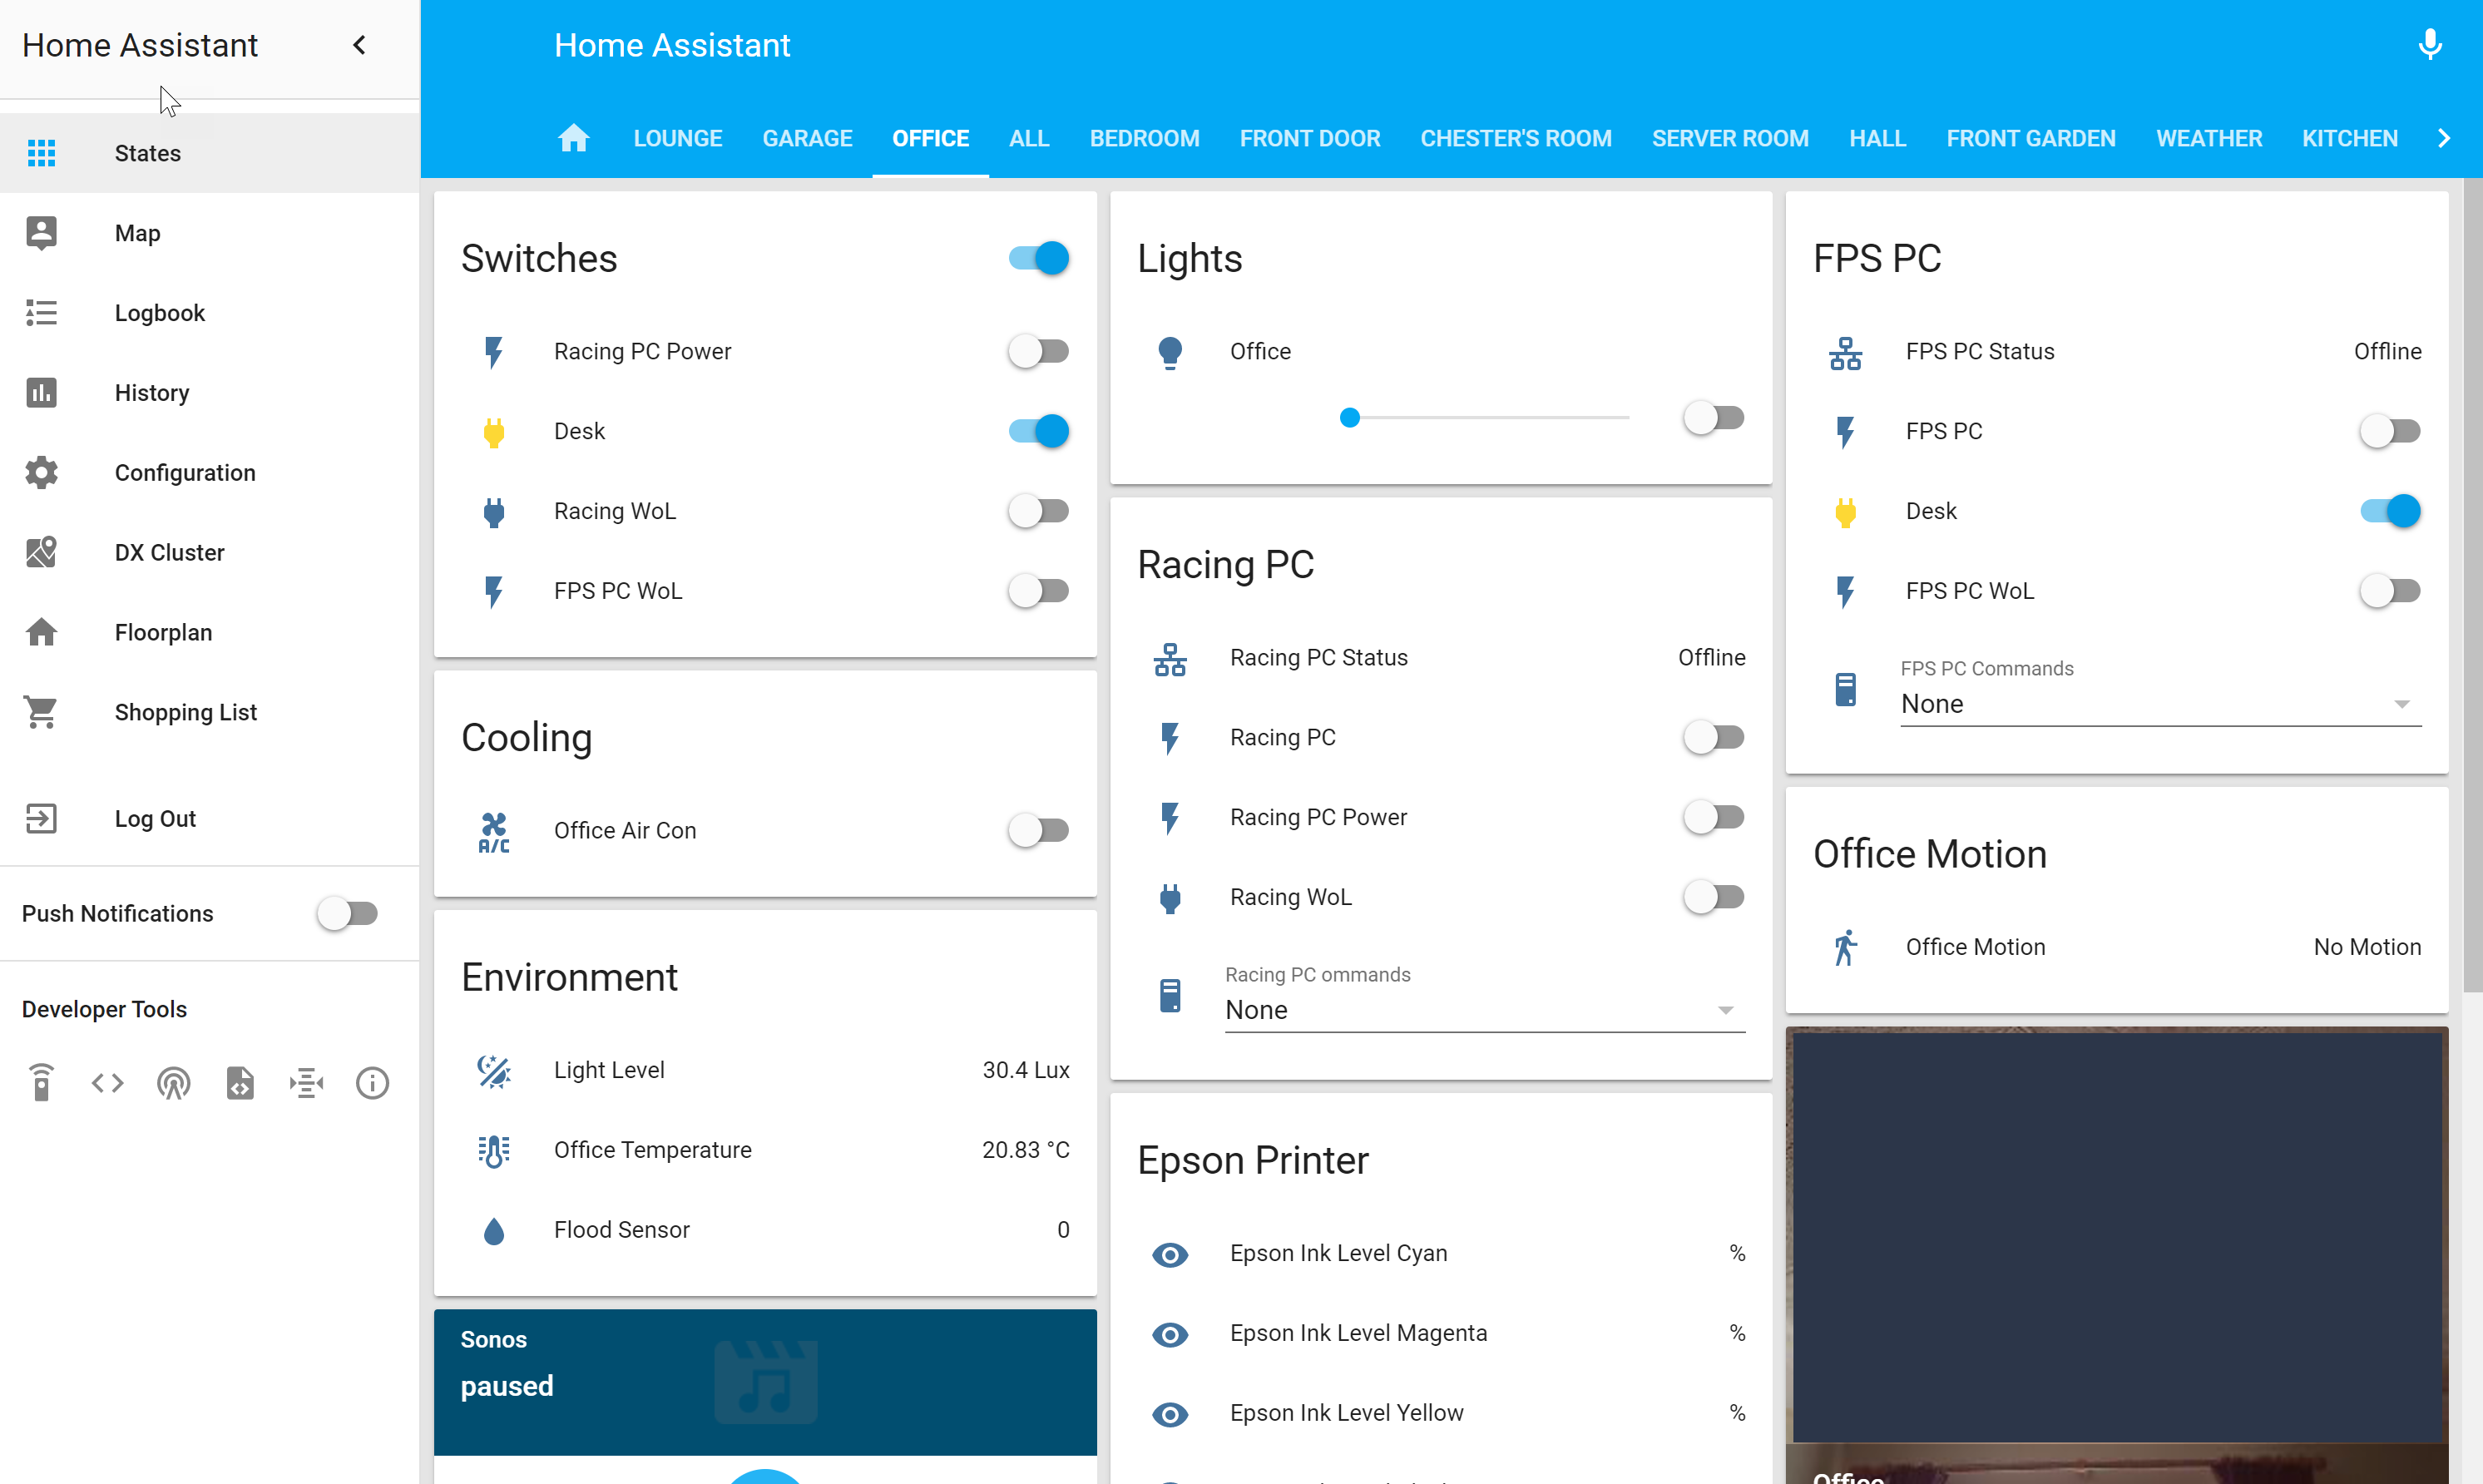 Home Assistant
States
Map
Logbook
History
Configuration
DX Cluster
Floorplan
Shopping List
Log Out
Push Notifications
Developer Tools
Home Assistant
LOUNGE GARAGE OFFICE ALL BEDROOM FRONT DOOR CHESTER'S ROOM SERVER ROOM HALL FRONT GARDEN WEATHER KITCHEN
Switches
Racing PC Power
Desk
Racing WoL
FPS PC WoL
Cooling
A/C Office Air Con
Environment
Light Level 30.4 Lux
Office Temperature 20.83 °C
Flood Sensor 0
Sonos
paused
Lights
Office
Racing PC
Racing PC Status Offline
Racing PC
Racing PC Power
Racing WoL
Racing PC ommands
None
Epson Printer
Epson Ink Level Cyan %
Epson Ink Level Magenta %
Epson Ink Level Yellow %
FPS PC
FPS PC Status Offline
FPS PC
Desk
FPS PC WoL
FPS PC Commands
None
Office Motion
Office Motion No Motion
Office